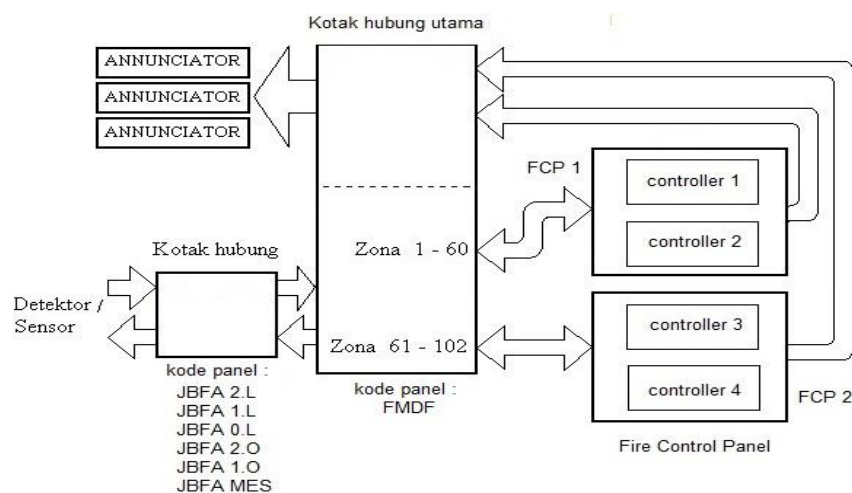 Kotak hubung utama
ANNUNCIATOR
ANNUNCIATOR
ANNUNCIATOR
FCP 1
controller 1
controller 2
Zona 1 - 60
Kotak hubung
Detektor /
Sensor
Zona 61 - 102
controller 3
controller 4
FCP 2
kode panel :
JBFA 2.L
JBFA 1.L
JBFA 0.L
JBFA 2.O
JBFA 1.O
JBFA MES
kode panel :
FMDF
Fire Control Panel